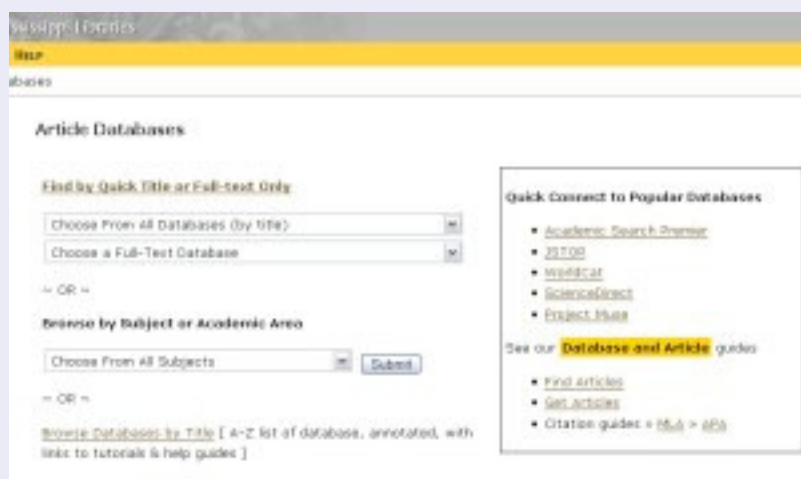 ssissippi Libraries
HELP
abases
Article Databases
Find by Quick Title or Full-text Only
Choose From All Databases (by title)
Choose a Full-Text Database
~ OR ~
Browse by Subject or Academic Area
Choose From All Subjects
Submit
~ OR ~
Browse Databases by Title [ A-Z list of database, annotated, with
links to tutorials & help guides ]
Quick Connect to Popular Databases
Academic Search Premier
JSTOR
WorldCat
ScienceDirect
Project Muse
See our Database and Article guides
Find Articles
Get Articles
Citation guides > MLA > APA